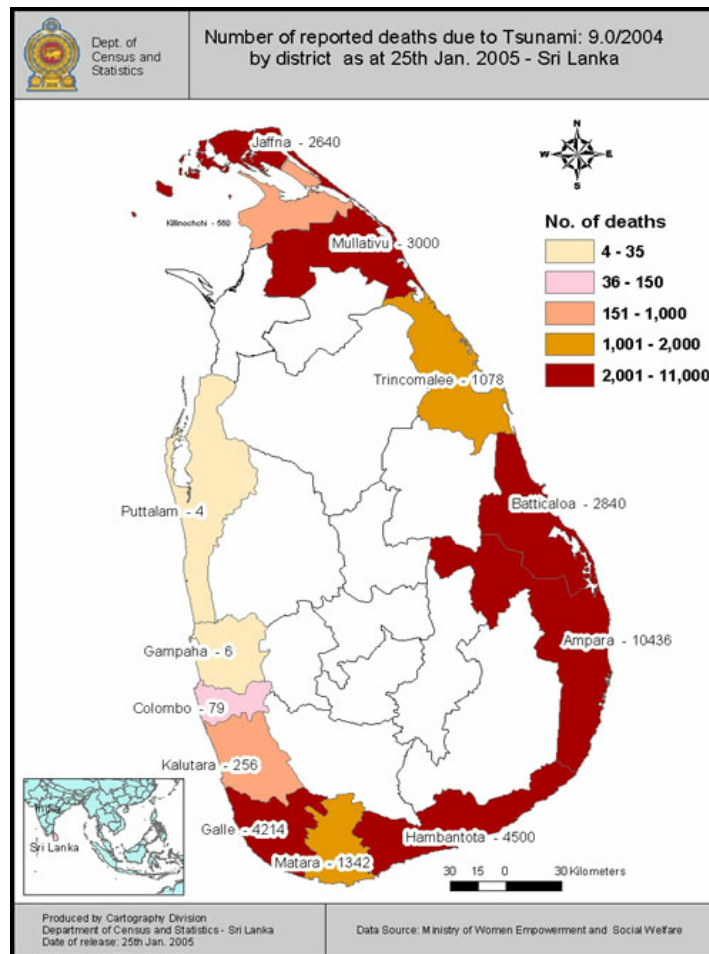 Dept. of
Census and
Statistics
Number of reported deaths due to Tsunami: 9.0/2004
by district as at 25th Jan. 2005 - Sri Lanka
Jaffna - 2640
N
W
E
S
Killinochchi - 560
Mullativu - 3000
No. of deaths
4 - 35
36 - 150
151 - 1,000
1,001 - 2,000
2,001 - 11,000
Trincomalee - 1078
Batticaloa - 2840
Puttalam - 4
Ampara - 10436
Gampaha - 6
Colombo - 79
Kalutara - 256
Galle - 4214
Hambantota - 4500
Matara - 1342
India
Sri Lanka
30 15 0 30 Kilometers
Produced by Cartography Division
Department of Census and Statistics - Sri Lanka
Date of release: 25th Jan. 2005
Data Source: Ministry of Women Empowerment and Social Welfare